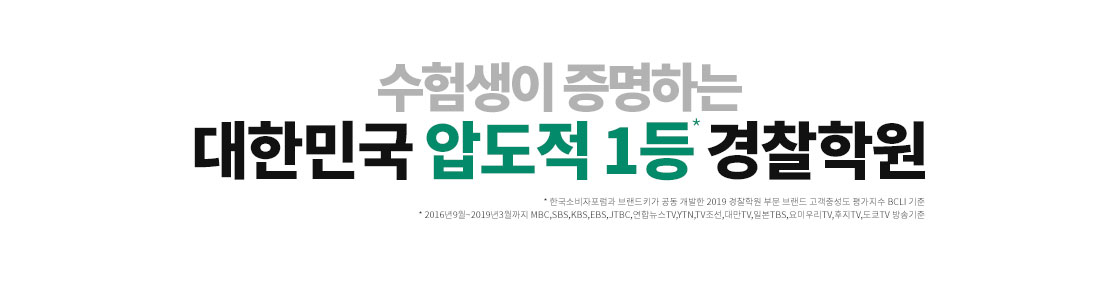 수험생이 증명하는
대한민국 압도적 1등* 경찰학원
* 한국소비자포럼과 브랜드키가 공동 개발한 2019 경찰학원 부문 브랜드 고객충성도 평가지수 BCLI 기준
* 2016년9월~2019년3월까지 MBC,SBS,KBS,EBS,JTBC,연합뉴스TV,YTN,TV조선,대만TV,일본TBS,요미우리TV,후지TV,도쿄TV 방송기준